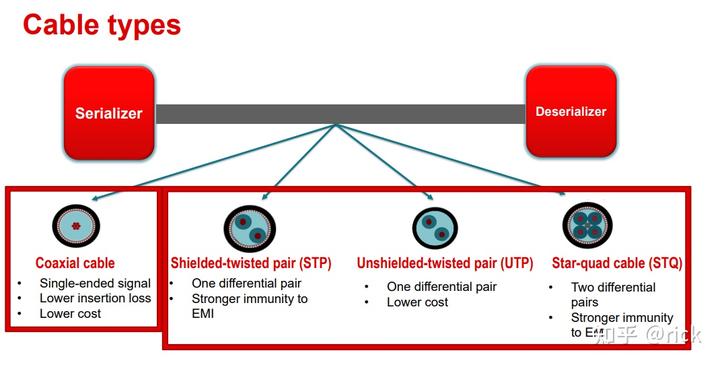 Cable types
Serializer
Deserializer
Coaxial cable
• Single-ended signal
• Lower insertion loss
• Lower cost
Shielded-twisted pair (STP)
• One differential pair
• Stronger immunity to
EMI
Unshielded-twisted pair (UTP)
• One differential pair
• Lower cost
Star-quad cable (STQ)
• Two differential
pairs
• Stronger immunity
to EMI
知乎 @rick